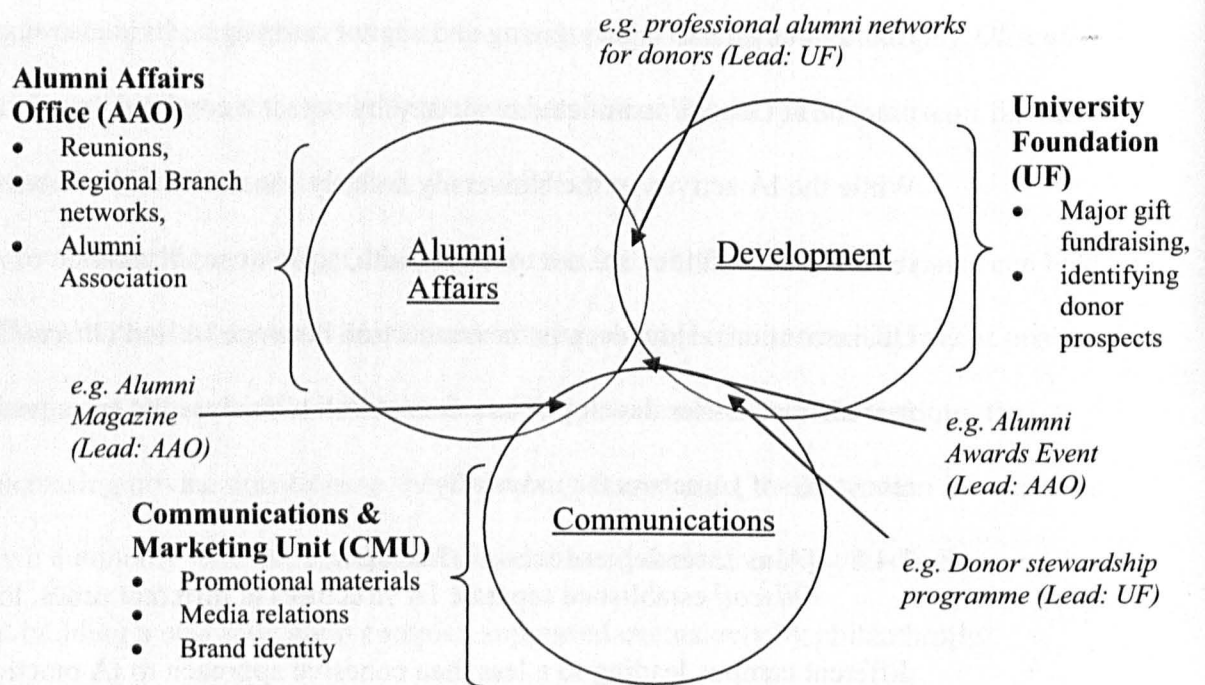 e.g. professional alumni networks
for donors (Lead: UF)
Alumni Affairs
Office (AAO)
• Reunions,
• Regional Branch
networks,
• Alumni
Association
University
Foundation
(UF)
• Major gift
fundraising,
• identifying
donor
prospects
Alumni
Affairs
Development
e.g. Alumni
Magazine
(Lead: AAO)
e.g. Alumni
Awards Event
(Lead: AAO)
Communications &
Marketing Unit (CMU)
• Promotional materials
• Media relations
• Brand identity
Communications
e.g. Donor stewardship
programme (Lead: UF)